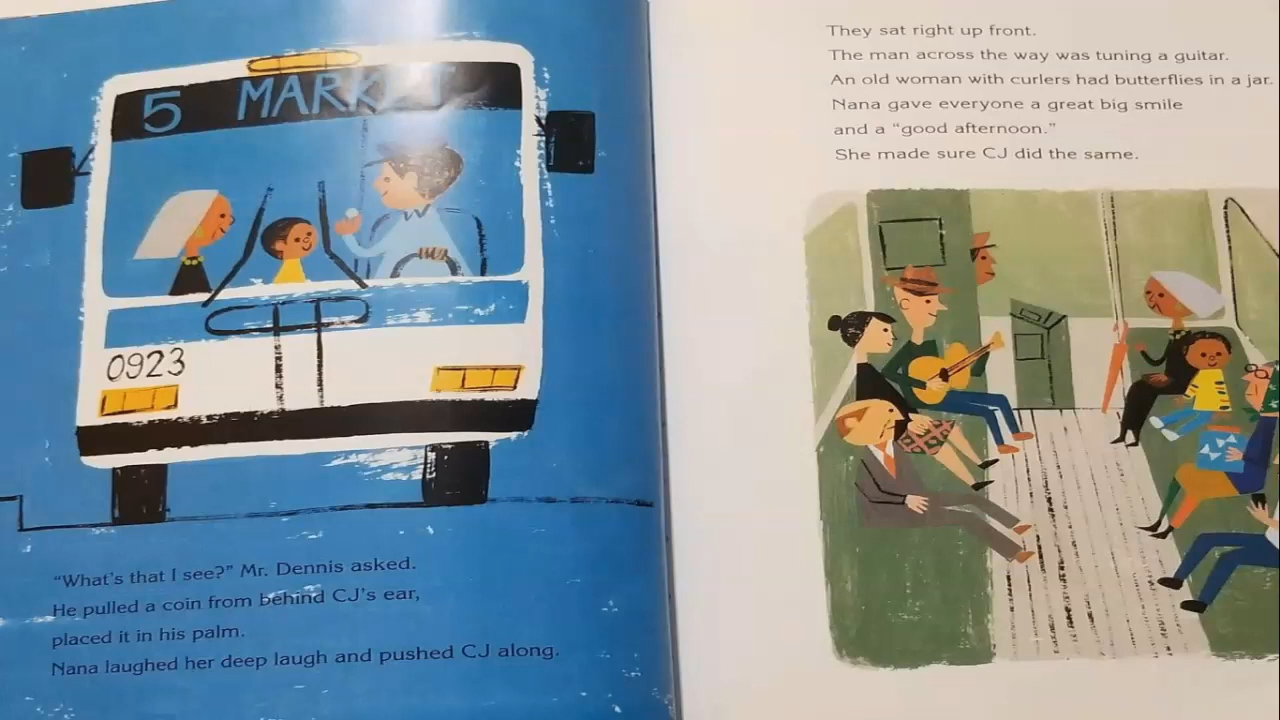 5 MARKET
0923
"What's that I see?" Mr. Dennis asked.
He pulled a coin from behind CJ's ear,
placed it in his palm.
Nana laughed her deep laugh and pushed CJ along.
They sat right up front.
The man across the way was tuning a guitar.
An old woman with curlers had butterflies in a jar.
Nana gave everyone a great big smile
and a "good afternoon."
She made sure CJ did the same.